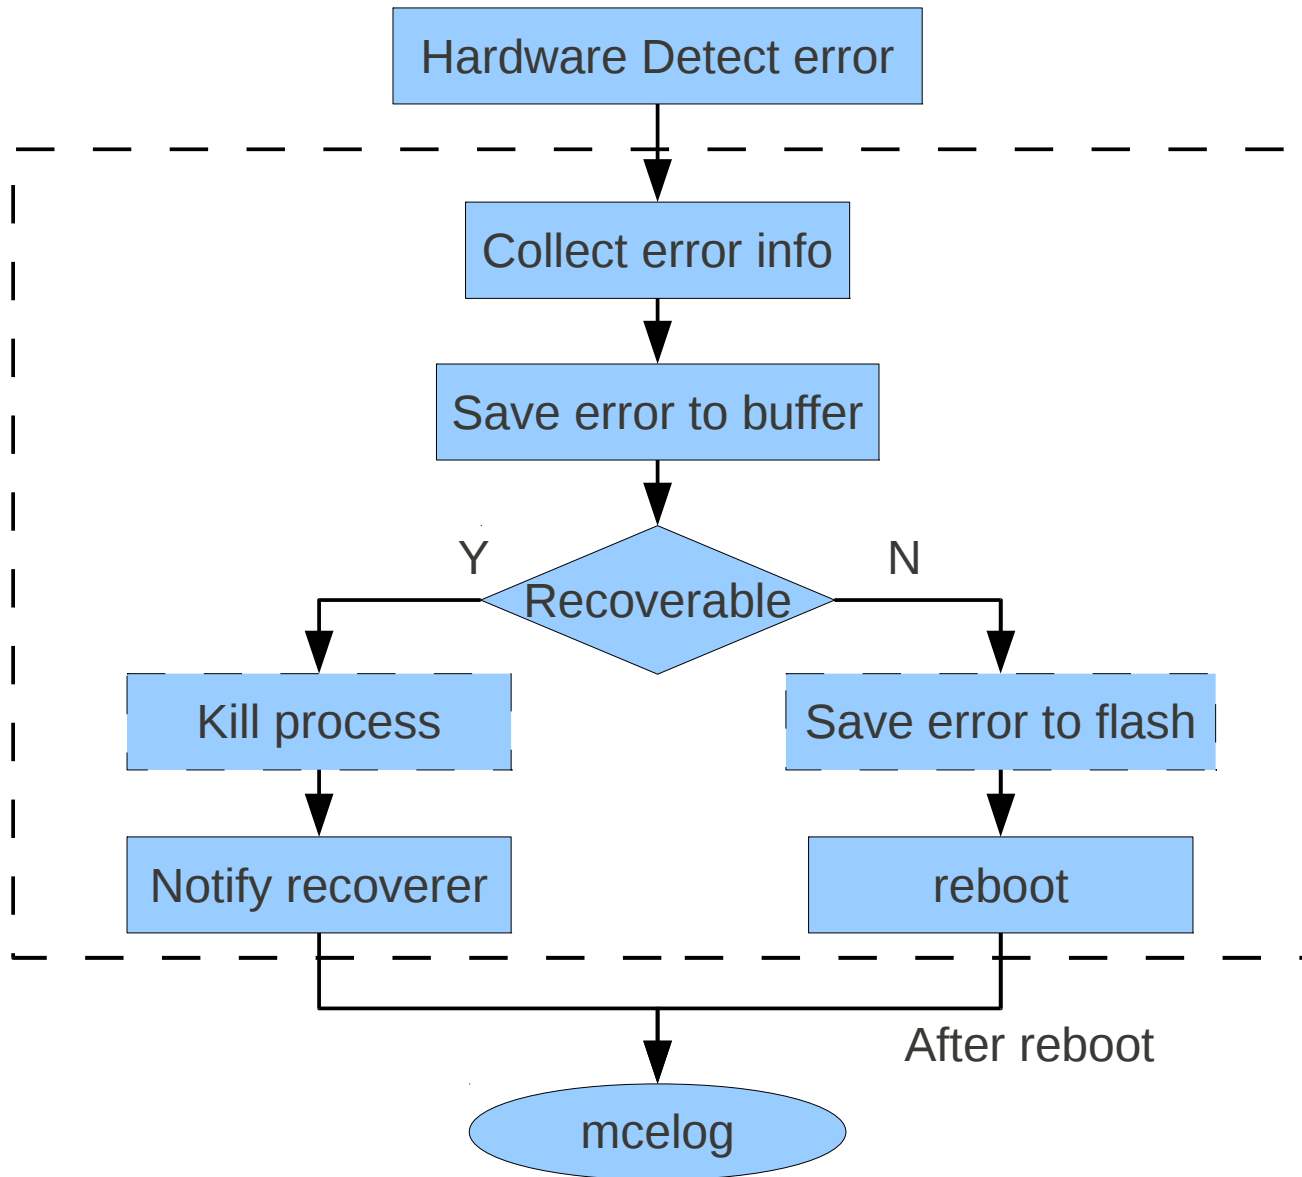 Hardware Detect error
Collect error info
Save error to buffer
Y
N
Recoverable
Kill process
Save error to flash
Notify recoverer
reboot
After reboot
mcelog